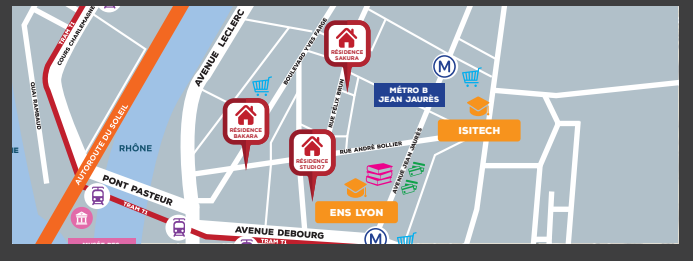 TRAM T1
COURS CHARLEMAGNE
QUAI RAMBAUD
AUTOROUTE DU SOLEIL
RHÔNE
AVENUE LECLERC
BOULEVARD YVES FARGE
RÉSIDENCE
SAKURA
RUE FÉLIX BRUN
M
MÉTRO B
JEAN JAURÈS
ISITECH
RÉSIDENCE
BAKARA
RÉSIDENCE
STUDIO7
RUE ANDRÉ BOLLIER
AVENUE JEAN JAURÈS
ENS LYON
PONT PASTEUR
TRAM T1
AVENUE DEBOURG
TRAM T1
M